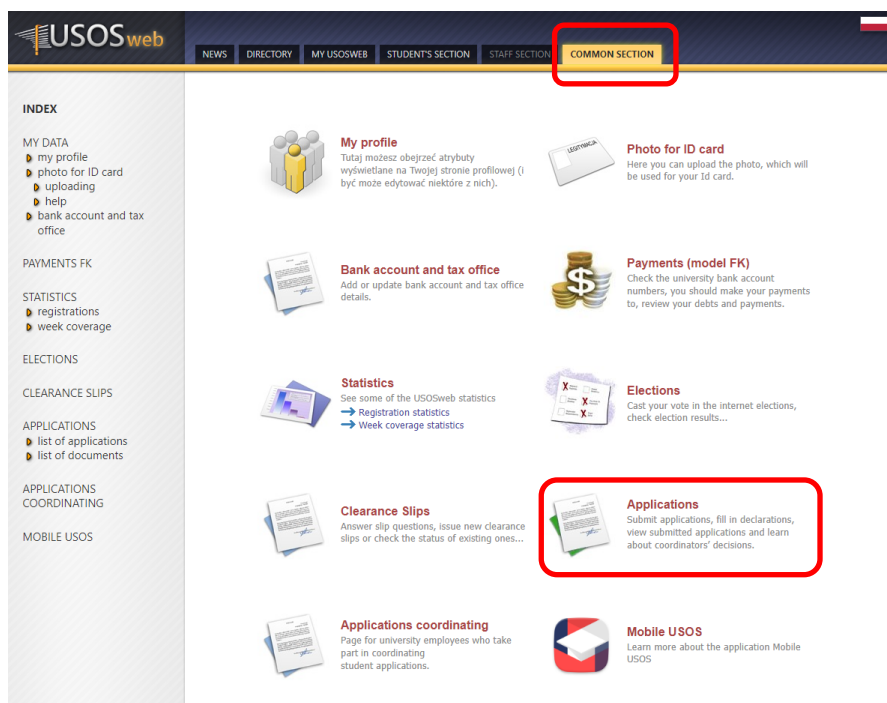 USOSweb
NEWS DIRECTORY MY USOSWEB STUDENT'S SECTION STAFF SECTION COMMON SECTION
INDEX
MY DATA
my profile
photo for ID card
uploading
help
bank account and tax
office
PAYMENTS FK
STATISTICS
registrations
week coverage
ELECTIONS
CLEARANCE SLIPS
APPLICATIONS
list of applications
list of documents
APPLICATIONS
COORDINATING
MOBILE USOS
My profile
Tutaj możesz obejrzeć atrybuty
wyświetlane na Twojej stronie profilowej (i
być może edytować niektóre z nich).
LEGITYMACJA
Photo for ID card
Here you can upload the photo, which will
be used for your Id card.
Bank account and tax office
Add or update bank account and tax office
details.
$
Payments (model FK)
Check the university bank account
numbers, you should make your payments
to, review your debts and payments.
Statistics
See some of the USOSweb statistics
Registration statistics
Week coverage statistics
Elections
Cast your vote in the internet elections,
check election results...
Clearance Slips
Answer slip questions, issue new clearance
slips or check the status of existing ones...
Applications
Submit applications, fill in declarations,
view submitted applications and learn
about coordinators' decisions.
Applications coordinating
Page for university employees who take
part in coordinating
student applications.
Mobile USOS
Learn more about the application Mobile
USOS